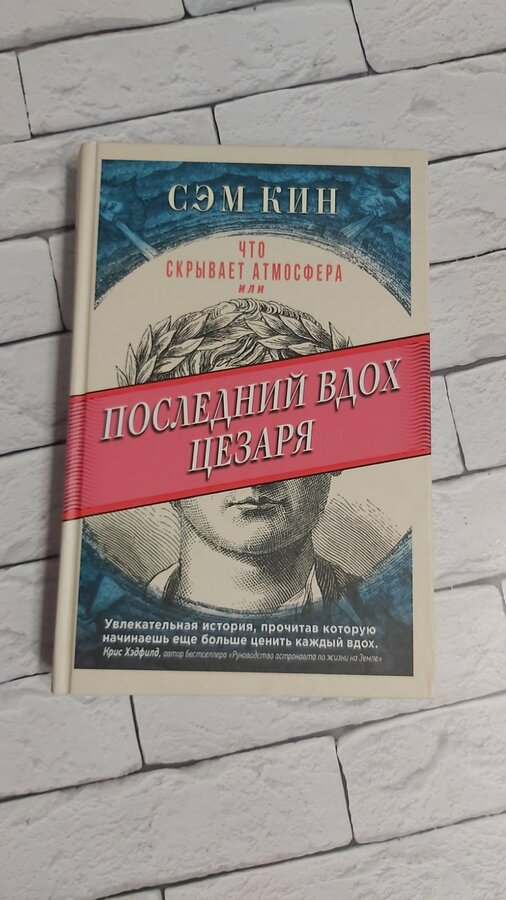 СЭМ КИН
ЧТО
СКРЫВАЕТ АТМОСФЕРА
ИЛИ
ПОСЛЕДНИЙ ВДОХ
ЦЕЗАРЯ
Увлекательная история, прочитав которую
начинаешь еще больше ценить каждый вдох.
Крис Хэдфилд, автор бестселлера «Руководство астронавта по жизни на Земле»